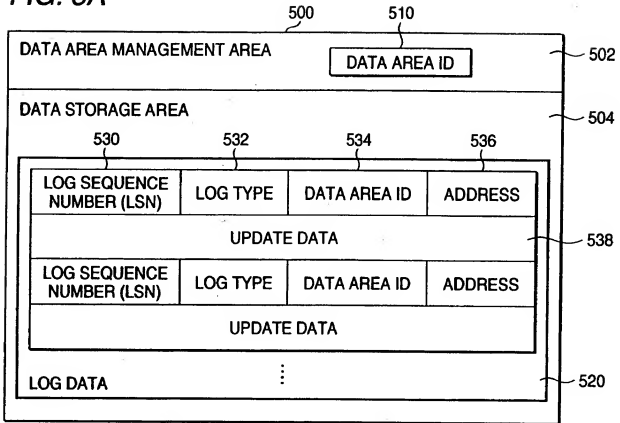 500
510
DATA AREA MANAGEMENT AREA
DATA AREA ID
502
DATA STORAGE AREA
504
530
532
534
536
LOG SEQUENCE NUMBER (LSN)
LOG TYPE
DATA AREA ID
ADDRESS
UPDATE DATA
538
LOG SEQUENCE NUMBER (LSN)
LOG TYPE
DATA AREA ID
ADDRESS
UPDATE DATA
LOG DATA
520